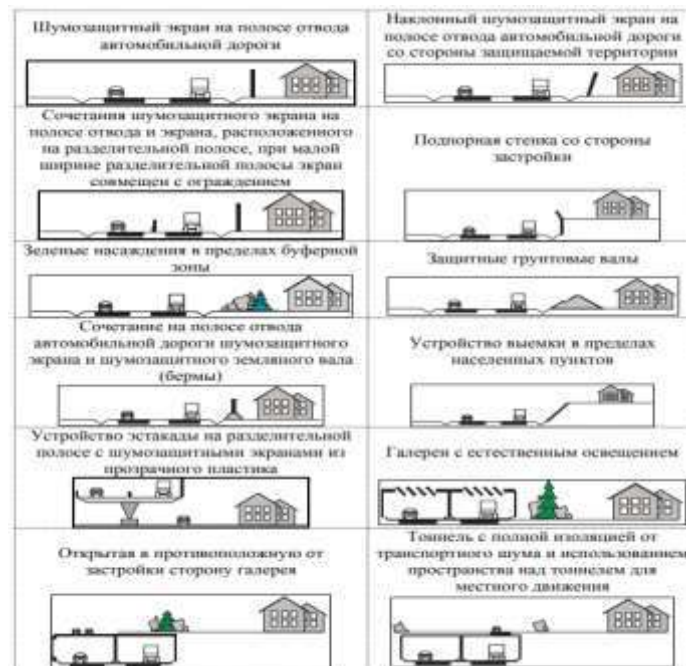 Шумозащитный экран на полосе отвода
автомобильной дороги
Наклонный шумозащитный экран на
полосе отвода автомобильной дороги
со стороны защищаемой территории
Сочетания шумозащитного экрана на
полосе отвода и экрана, расположенного
на разделительной полосе, при малой
ширине разделительной полосы экран
совмещен с ограждением
Подпорная стенка со стороны
застройки
Зеленые насаждения в пределах буферной
зоны
Защитные грунтовые валы
Сочетание на полосе отвода
автомобильной дороги шумозащитного
экрана и шумозащитного земляного вала
(бермы)
Устройство выемки в пределах
населенных пунктов
Устройство эстакады на разделительной
полосе с шумозащитными экранами из
прозрачного пластика
Галереи с естественным освещением
Открытая в противоположную от
застройки сторону галерея
Тоннель с полной изоляцией от
транспортного шума и использованием
пространства над тоннелем для
местного движения